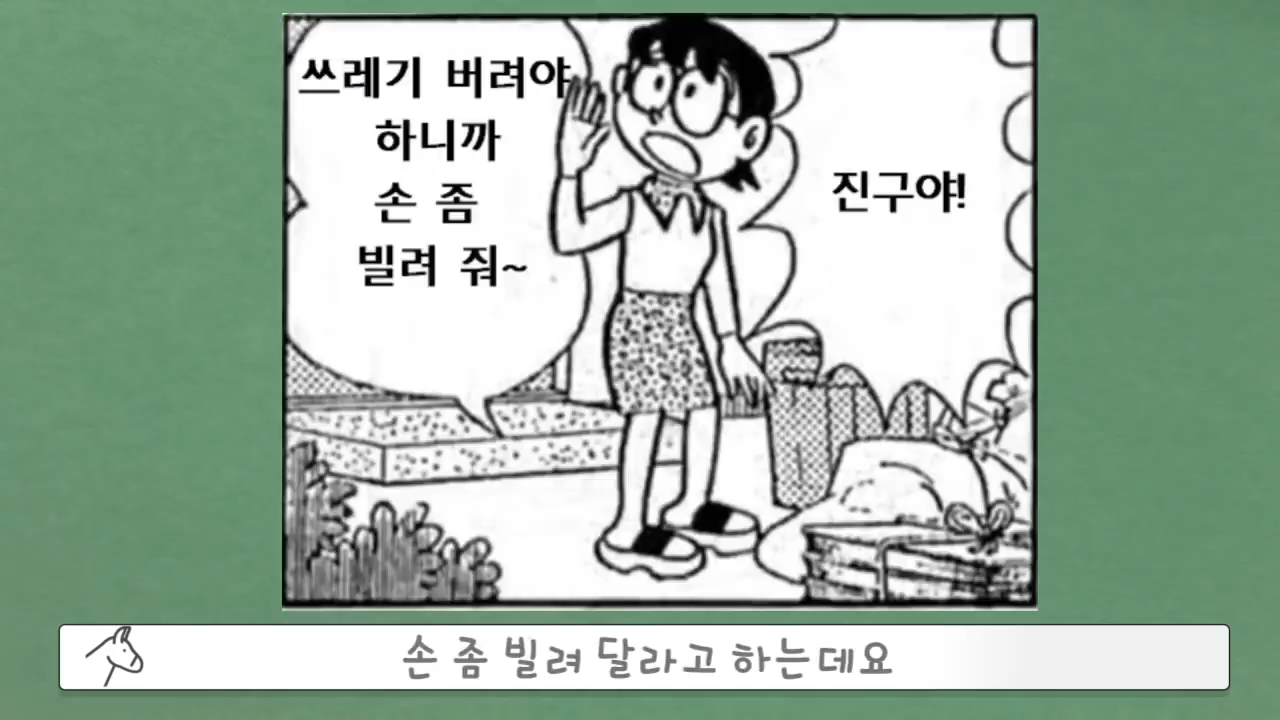 진구야!
쓰레기 버려야
하니까
손 좀
빌려 줘~
손 좀 빌려 달라고 하는데요